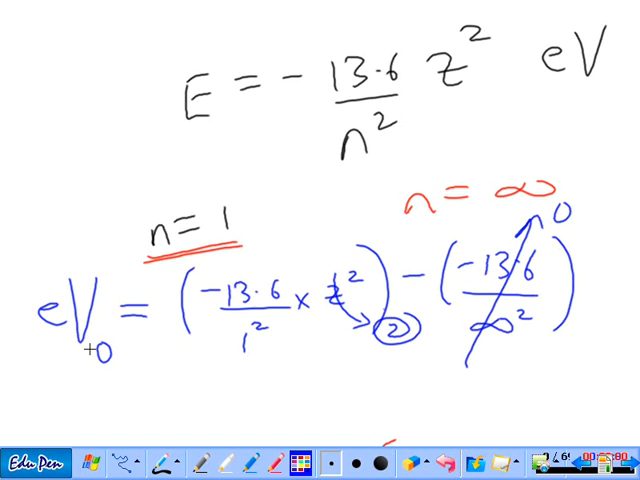 E = - 13.6/n² z² eV
n = 1
n = ∞
0
eV₀ = (-13.6/1² × z²) - (-13.6/∞²)
2
Edu Pen